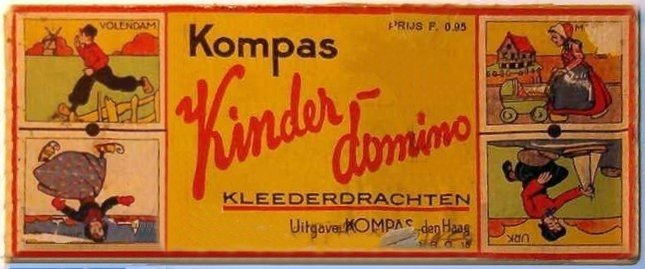 VOLENDAM
Kompas
PRIJS F. 0.95
Kinder-
domino
KLEEDERDRACHTEN
Uitgave KOMPAS, den Haag
URK